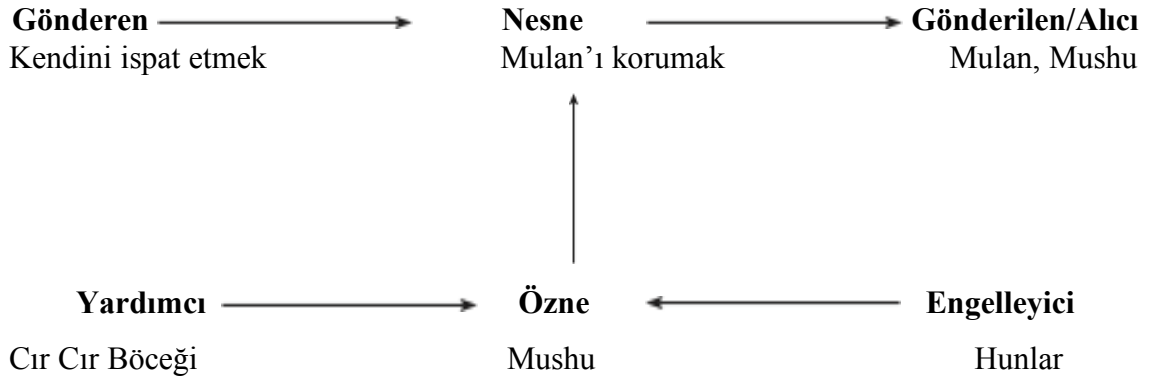 Gönderen Nesne Gönderilen/Alıcı
Kendini ispat etmek Mulan’ı korumak Mulan, Mushu
Yardımcı Özne Engelleyici
Cır Cır Böceği Mushu Hunlar